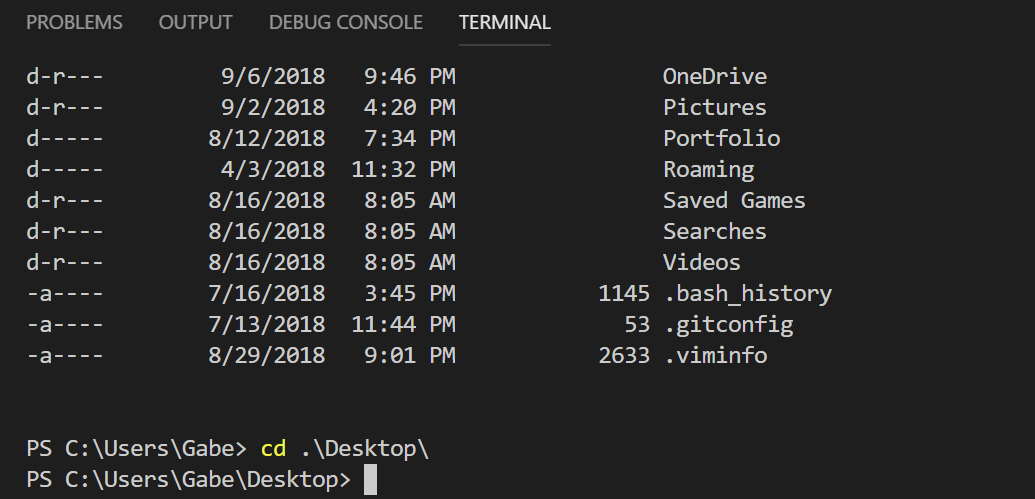 PROBLEMS OUTPUT DEBUG CONSOLE TERMINAL
d-r--- 9/6/2018 9:46 PM OneDrive
d-r--- 9/2/2018 4:20 PM Pictures
d----- 8/12/2018 7:34 PM Portfolio
d----- 4/3/2018 11:32 PM Roaming
d-r--- 8/16/2018 8:05 AM Saved Games
d-r--- 8/16/2018 8:05 AM Searches
d-r--- 8/16/2018 8:05 AM Videos
-a---- 7/16/2018 3:45 PM 1145 .bash_history
-a---- 7/13/2018 11:44 PM 53 .gitconfig
-a---- 8/29/2018 9:01 PM 2633 .viminfo
PS C:\Users\Gabe> cd .\Desktop\
PS C:\Users\Gabe\Desktop>